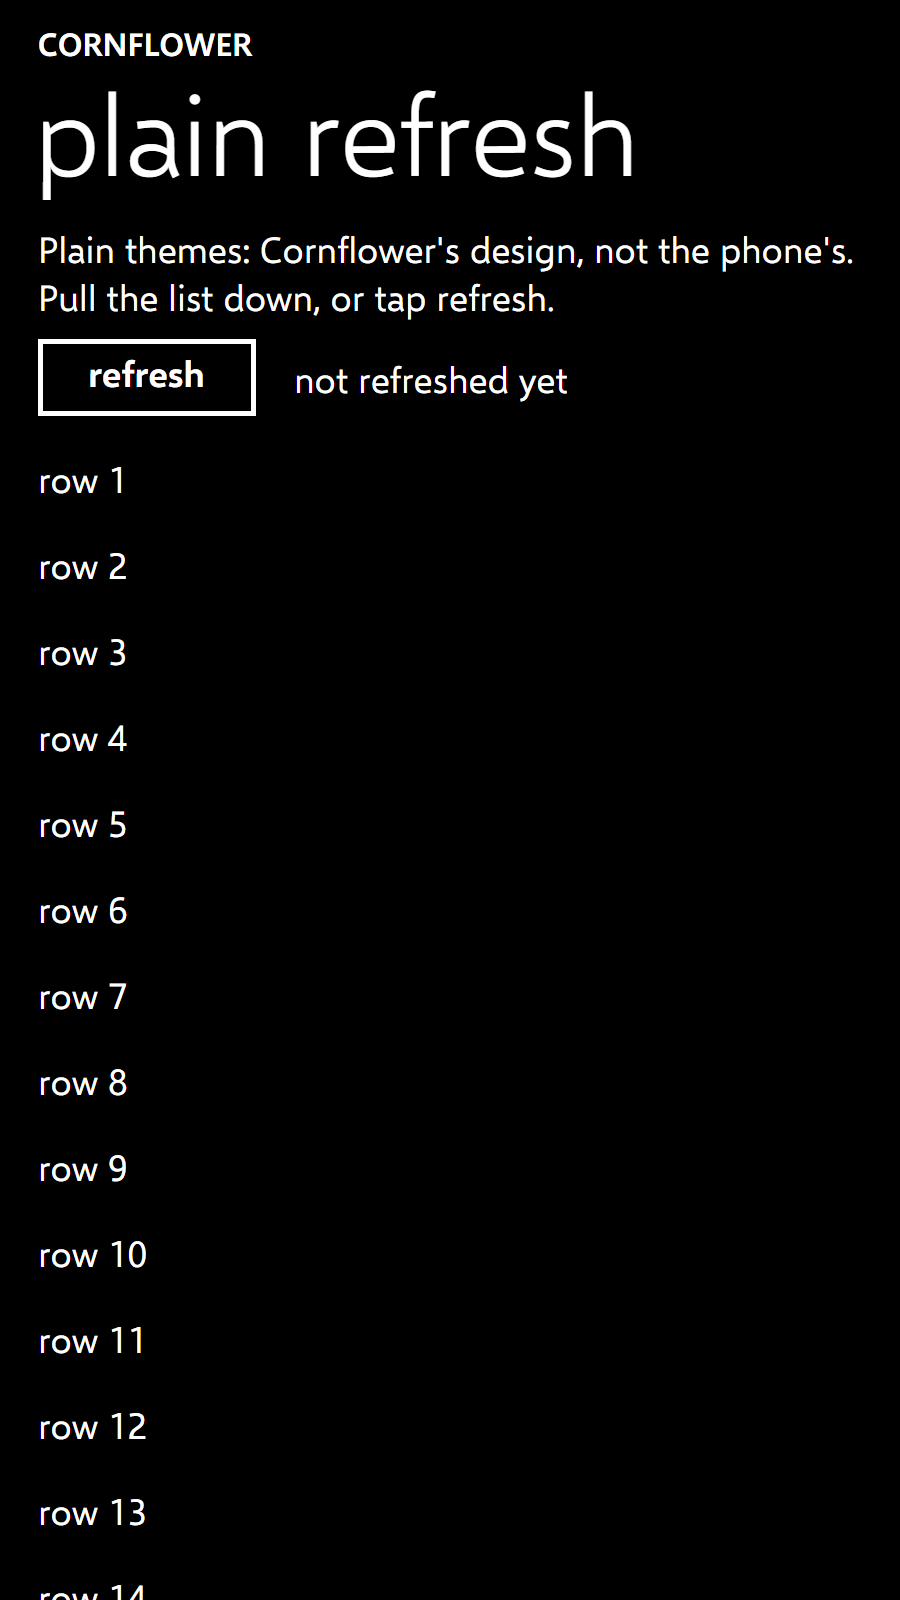 CORNFLOWER
plain refresh
Plain themes: Cornflower's design, not the phone's.
Pull the list down, or tap refresh.
refresh
not refreshed yet
row 1
row 2
row 3
row 4
row 5
row 6
row 7
row 8
row 9
row 10
row 11
row 12
row 13
row 14